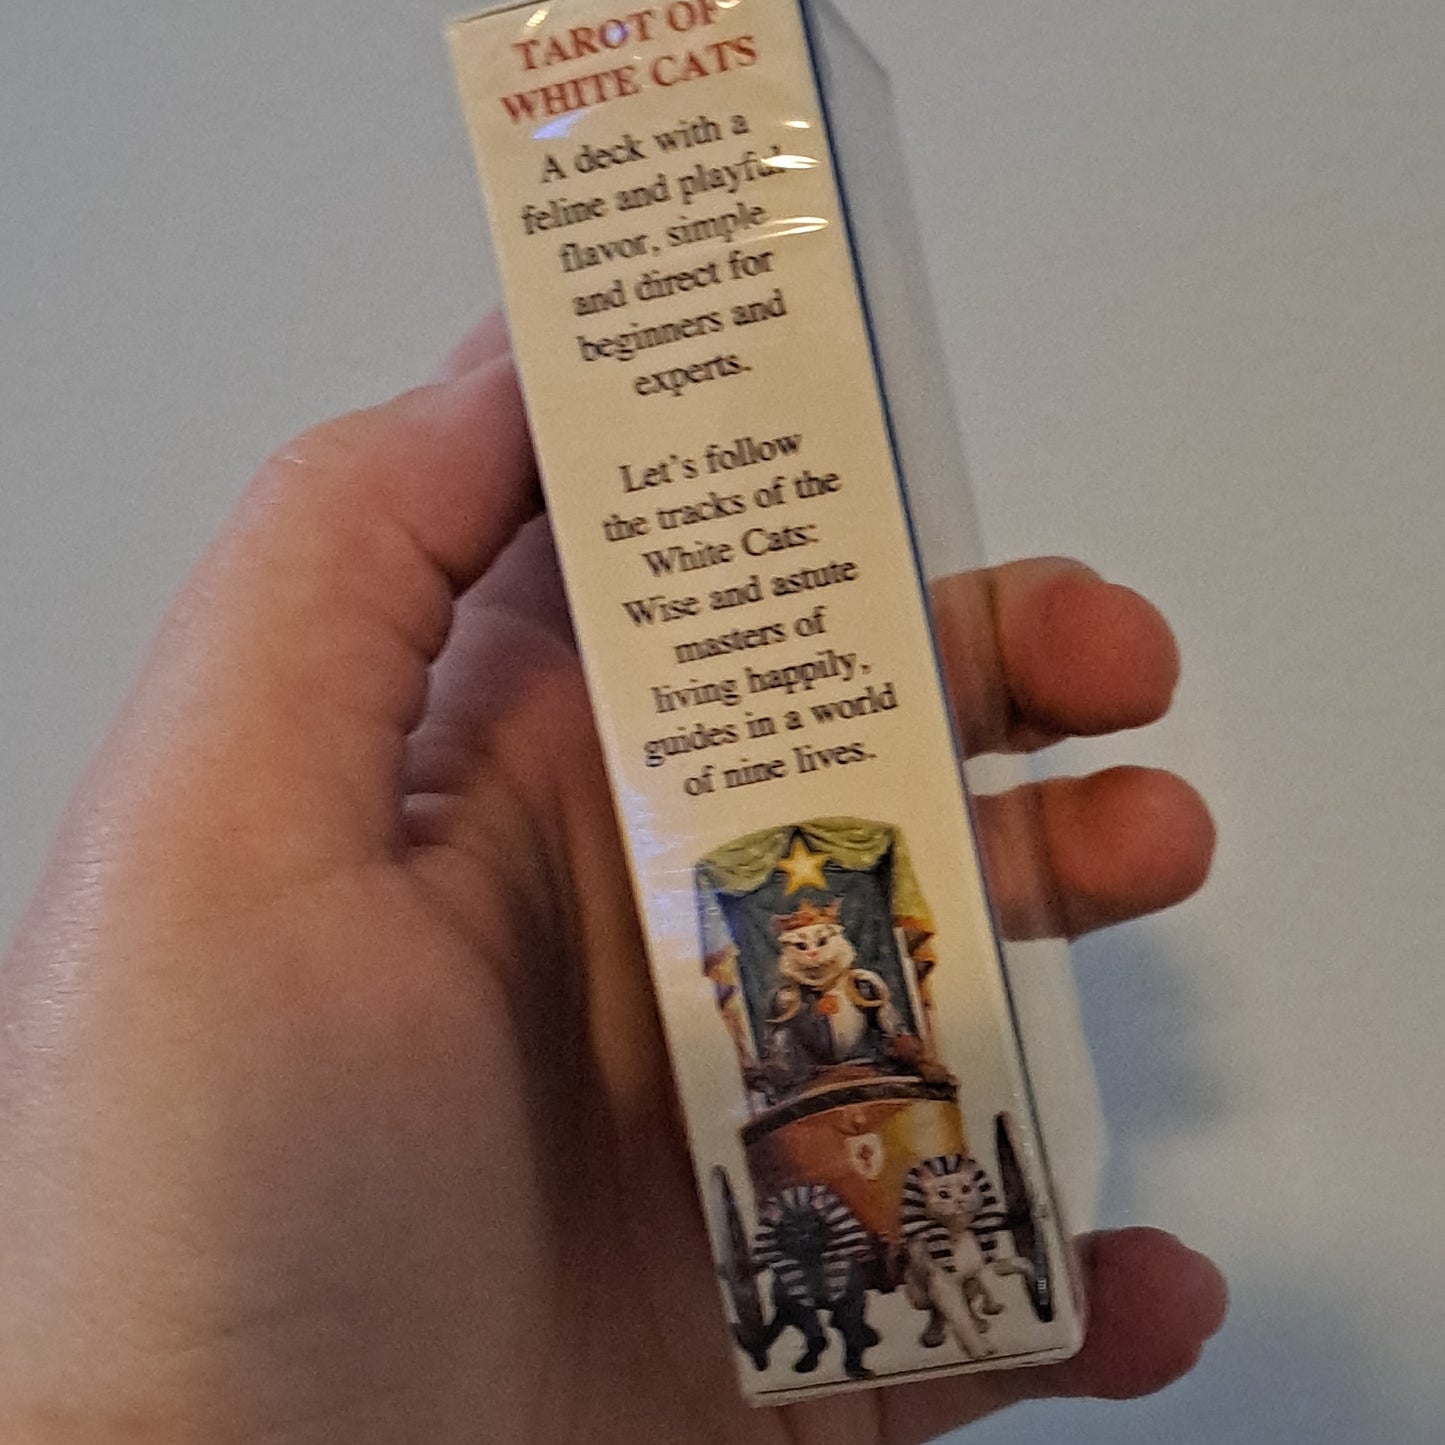 TAROT OF
WHITE CATS
A deck with a
feline and playful
flavor, simple
and direct for
beginners and
experts.
Let's follow
the tracks of the
White Cats:
Wise and astute
masters of
living happily,
guides in a world
of nine lives.